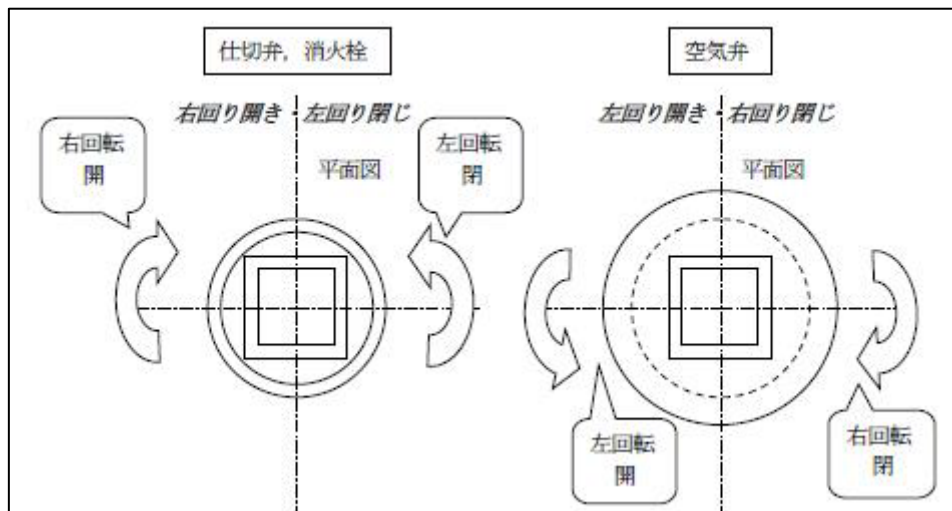 仕切弁，消火栓
右回り開き・左回り閉じ
平面図
右回転
開
左回転
閉
空気弁
左回り開き・右回り閉じ
平面図
左回転
開
右回転
閉